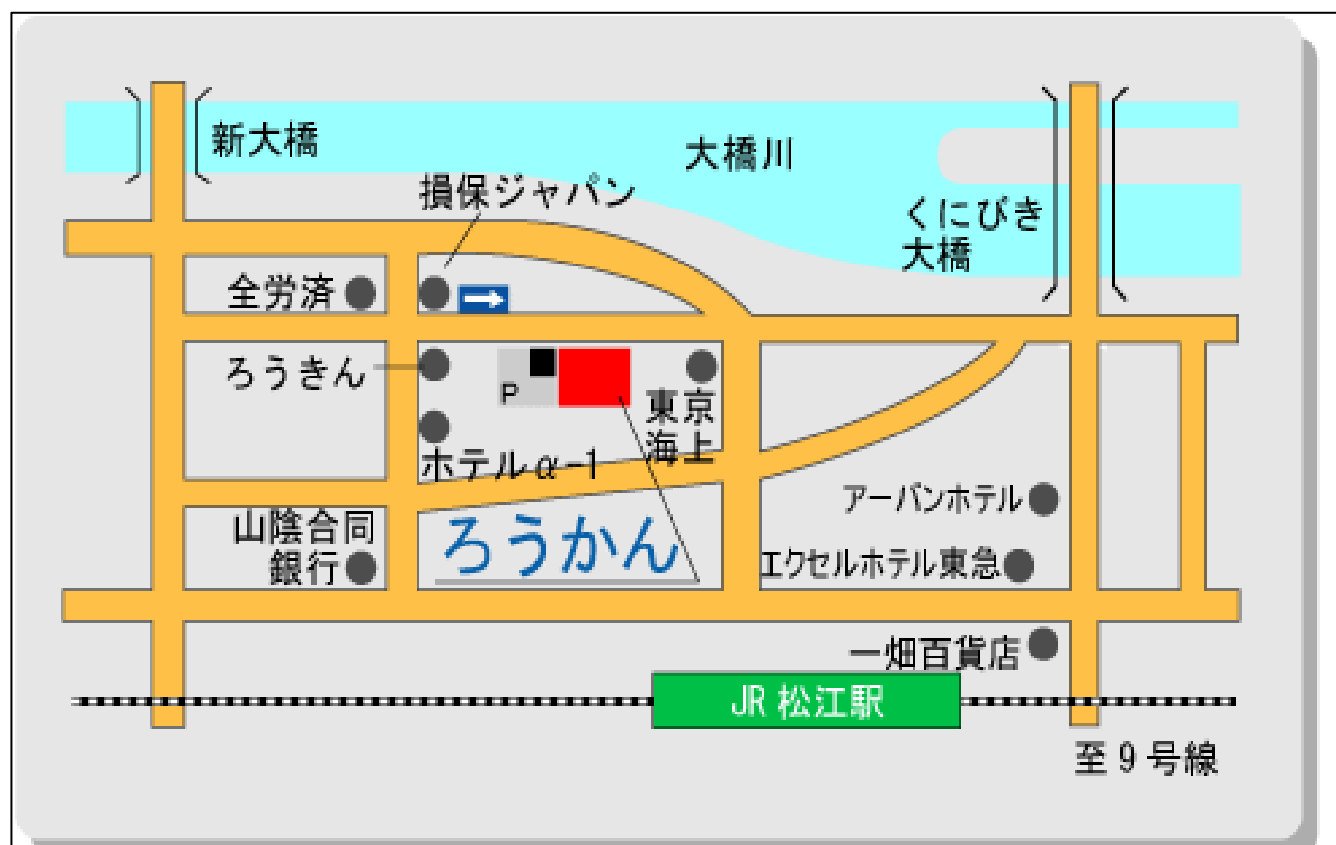 新大橋
大橋川
損保ジャパン
くにびき
大橋
全労済
ろうきん
P
東京
海上
ホテルα-1
アーバンホテル
山陰合同
銀行
ろうかん
エクセルホテル東急
一畑百貨店
JR 松江駅
至 9 号線